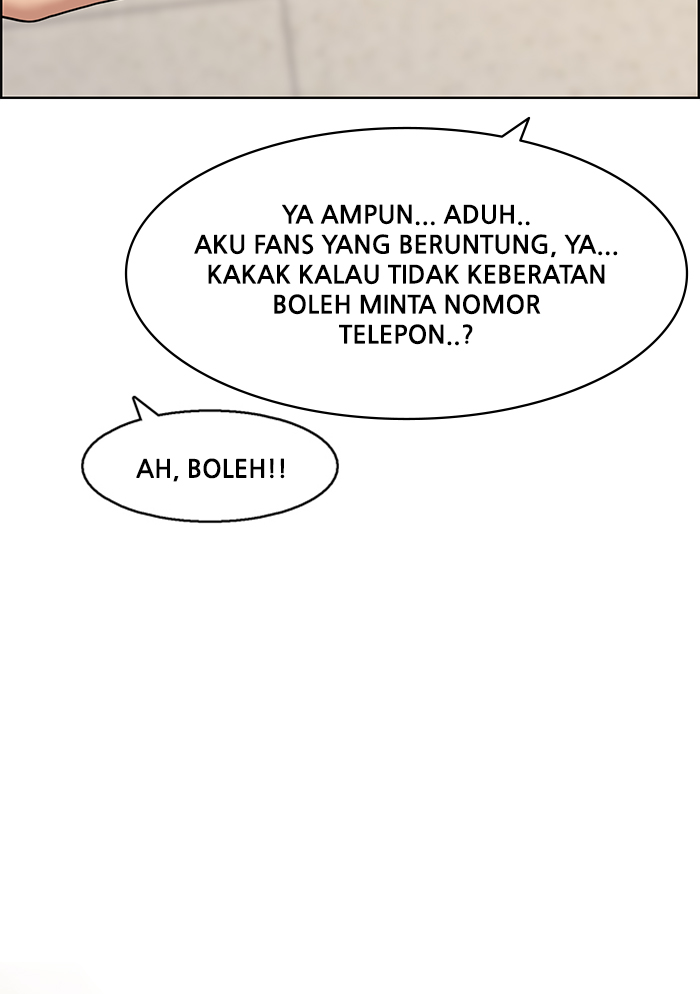 YA AMPUN... ADUH..
AKU FANS YANG BERUNTUNG, YA...
KAKAK KALAU TIDAK KEBERATAN
BOLEH MINTA NOMOR
TELEPON..?
AH, BOLEH!!